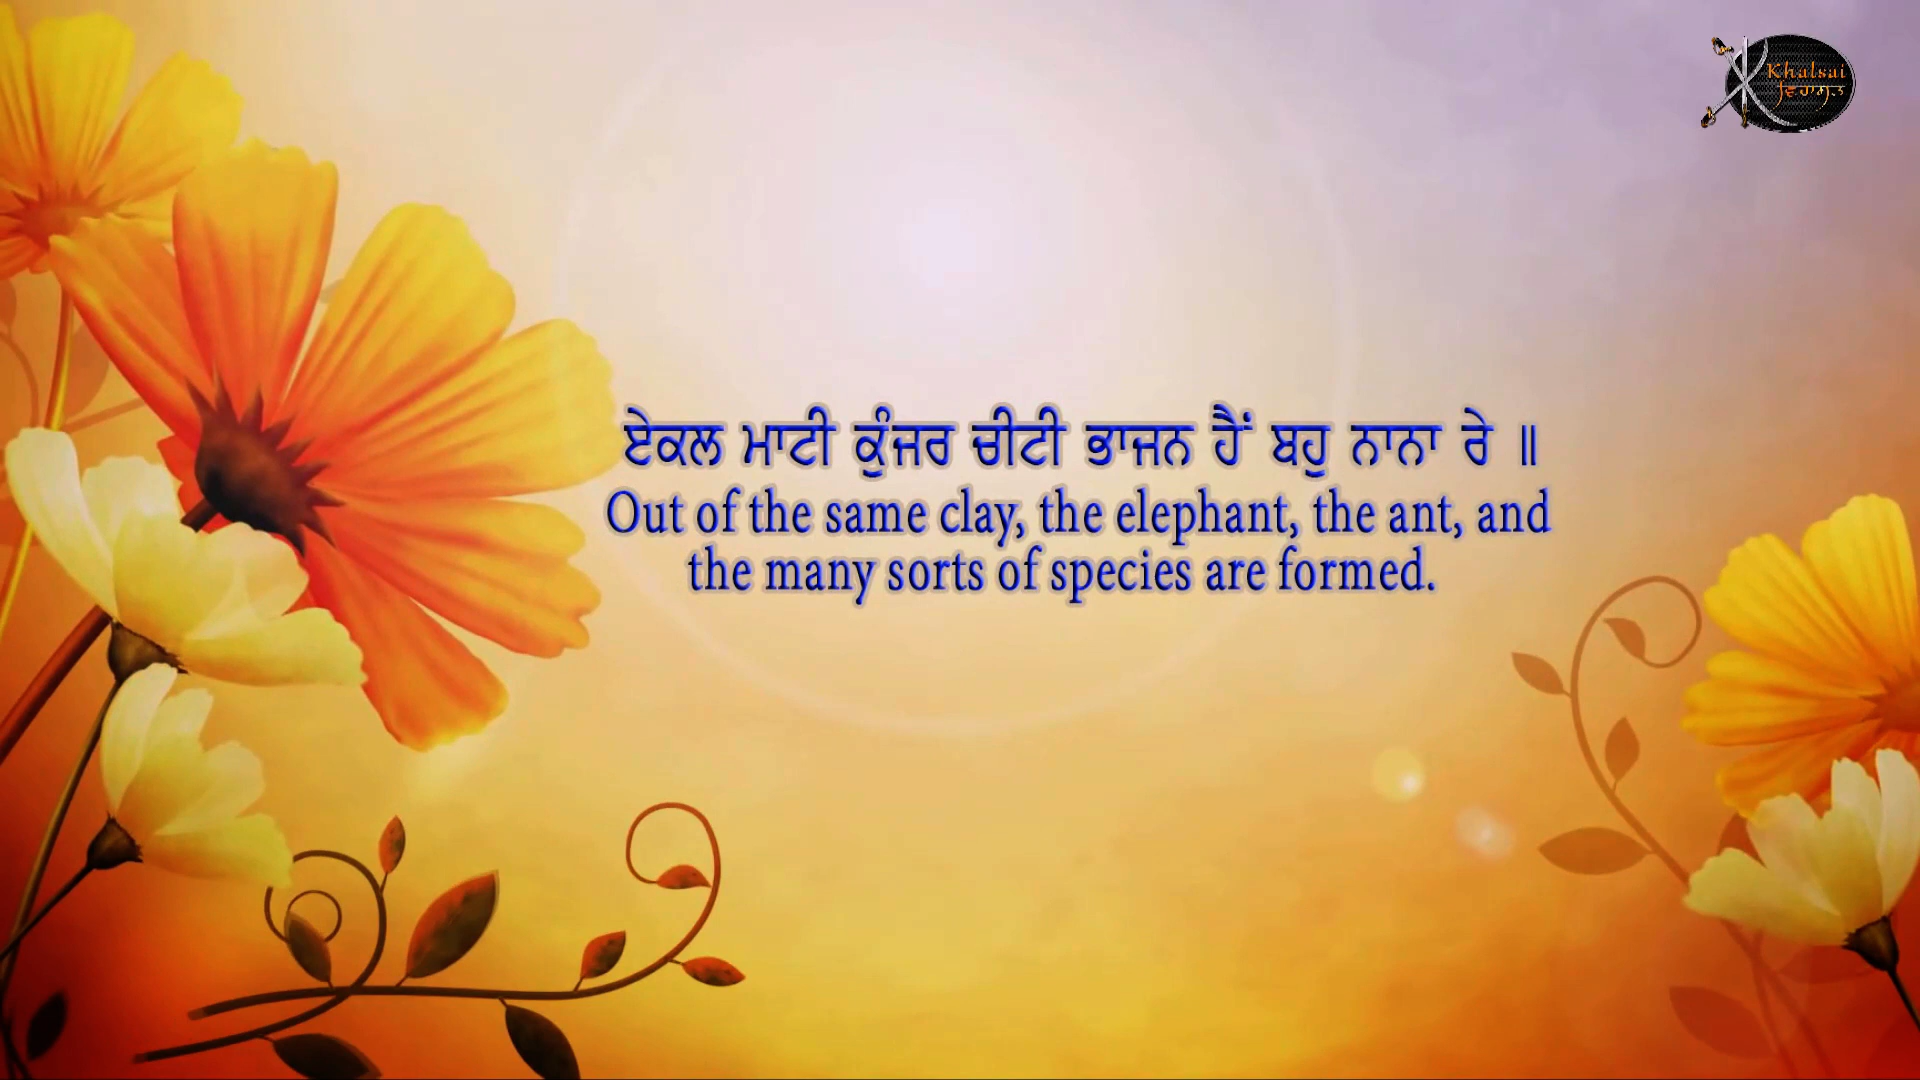 Khalsai
ਵਿਰਾਸਤ
ਏਕਲ ਮਾਟੀ ਕੁੰਜਰ ਚੀਟੀ ਭਾਜਨ ਹੈਂ ਬਹੁ ਨਾਨਾ ਰੇ ॥
Out of the same clay, the elephant, the ant, and
the many sorts of species are formed.